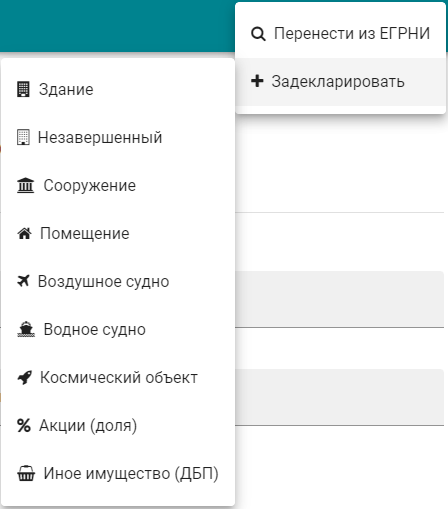 Перенести из ЕГРНИ
Задекларировать
Здание
Незавершенный
Сооружение
Помещение
Воздушное судно
Водное судно
Космический объект
Акции (доля)
Иное имущество (ДБП)